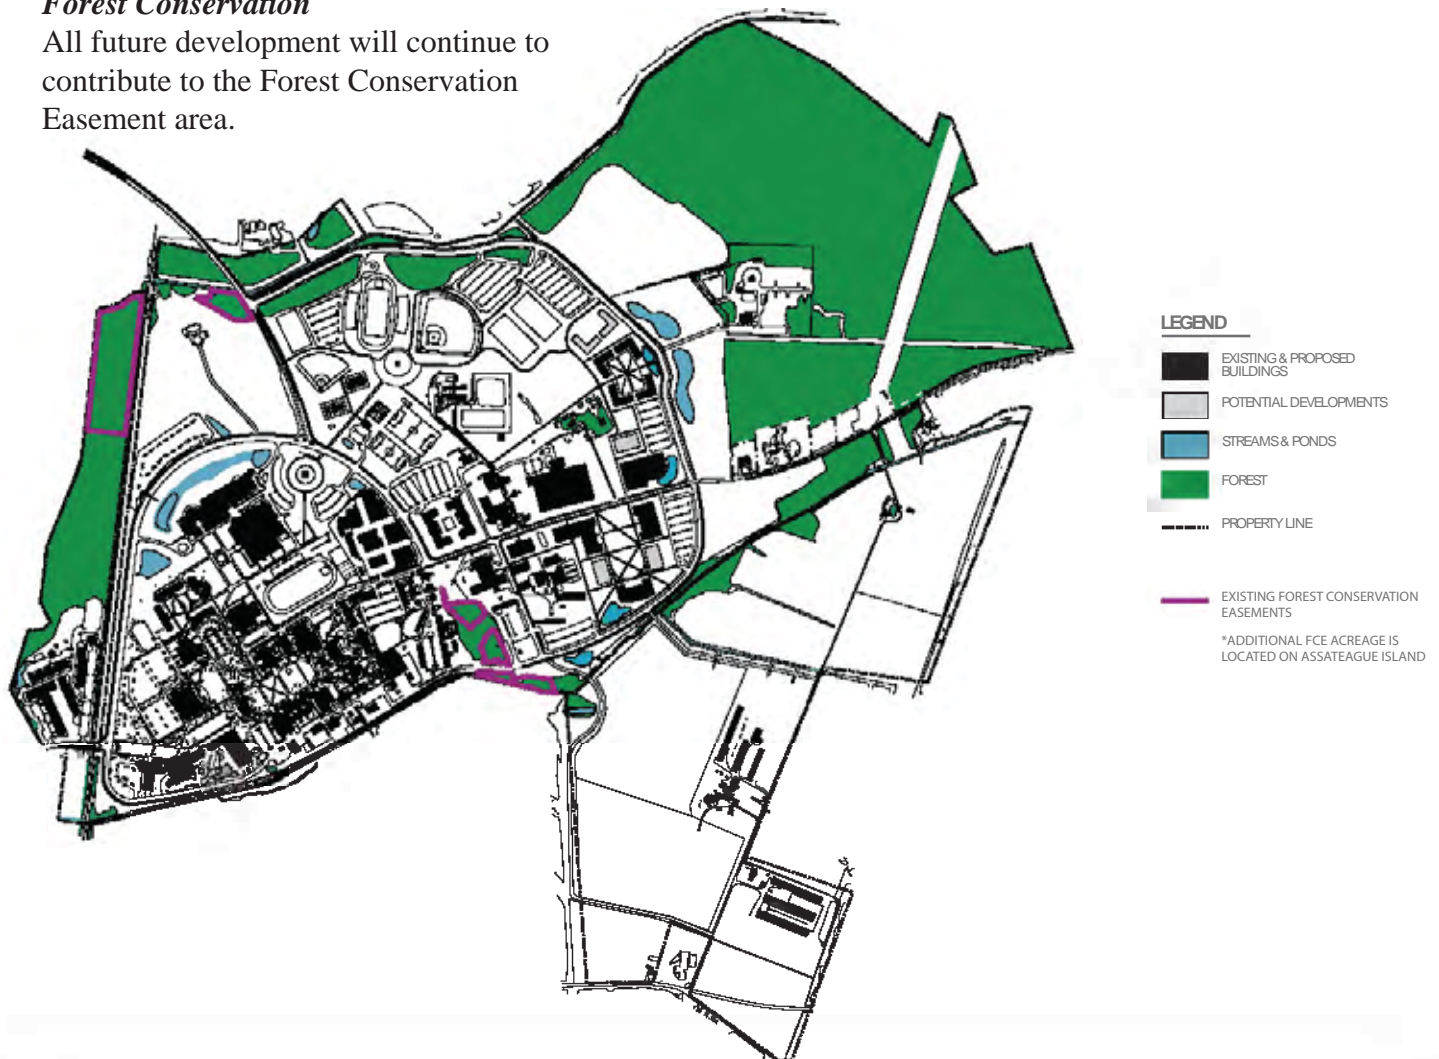 Forest Conservation
All future development will continue to
contribute to the Forest Conservation
Easement area.
LEGEND
EXISTING & PROPOSED
BUILDINGS
POTENTIAL DEVELOPMENTS
STREAMS & PONDS
FOREST
PROPERTY LINE
EXISTING FOREST CONSERVATION
EASEMENTS
*ADDITIONAL FCE ACREAGE IS
LOCATED ON ASSATEAGUE ISLAND